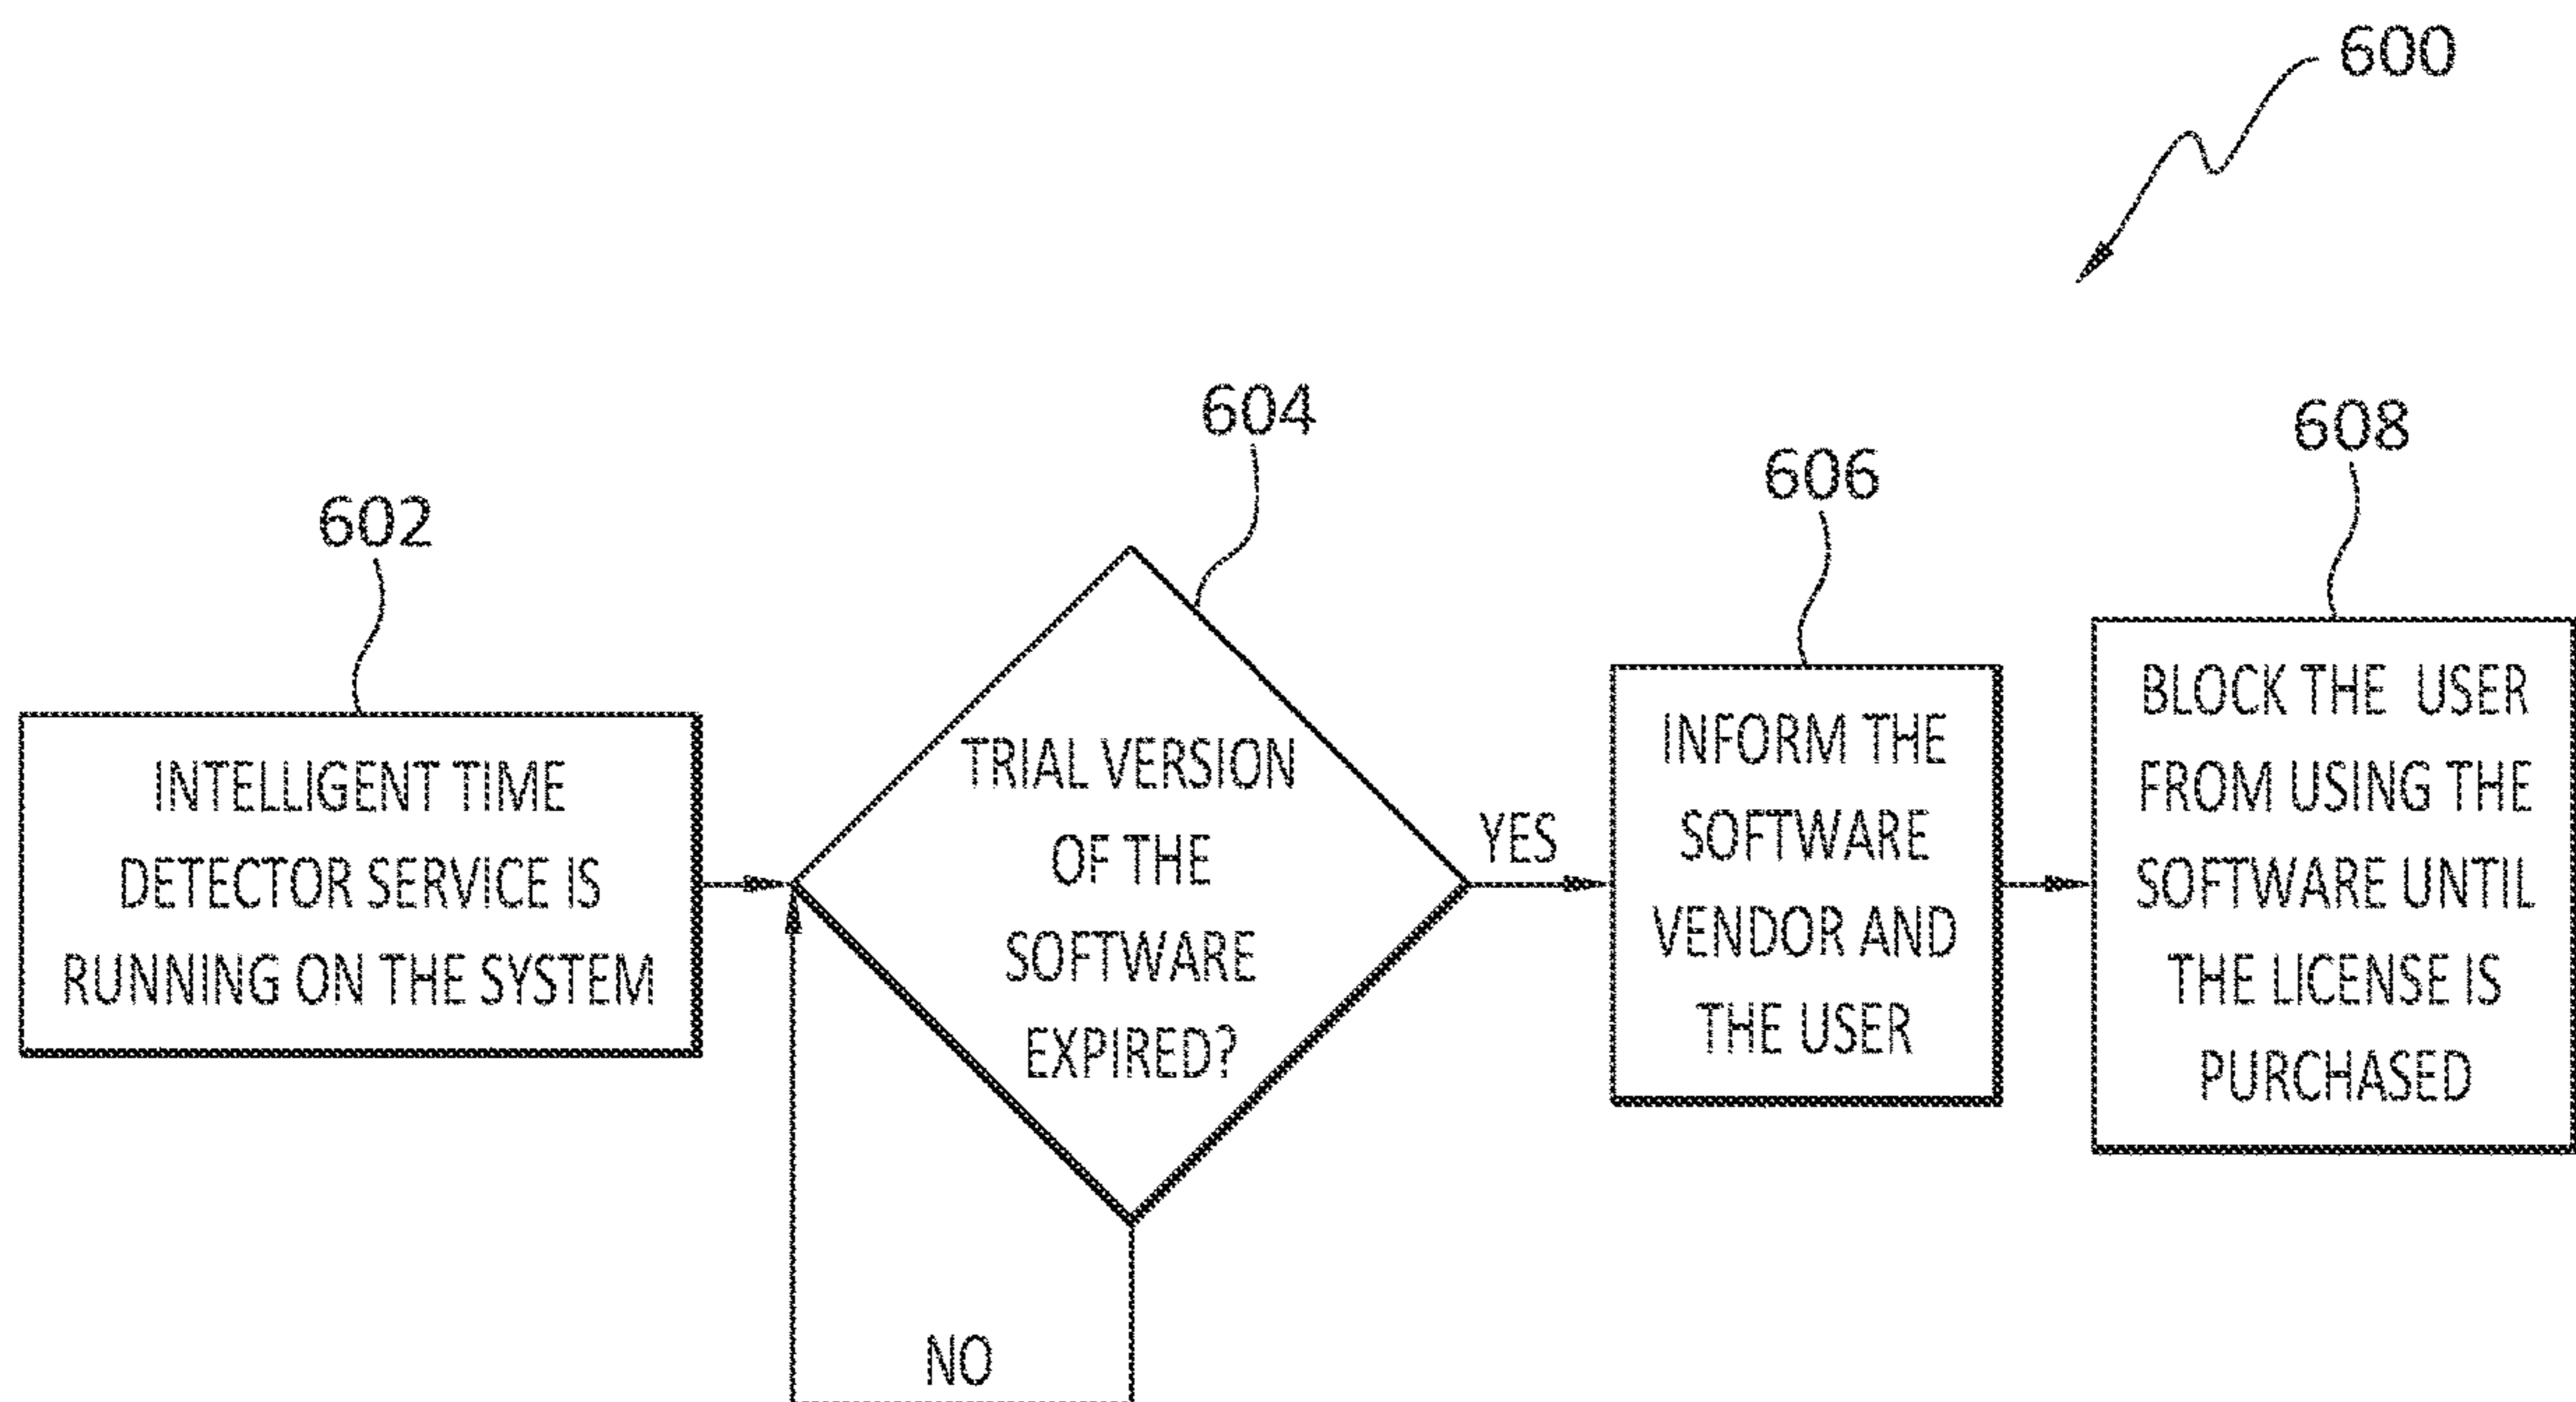 600
602
INTELLIGENT TIME
DETECTOR SERVICE IS
RUNNING ON THE SYSTEM
604
TRIAL VERSION
OF THE
SOFTWARE
EXPIRED?
YES
NO
606
INFORM THE
SOFTWARE
VENDOR AND
THE USER
608
BLOCK THE USER
FROM USING THE
SOFTWARE UNTIL
THE LICENSE IS
PURCHASED